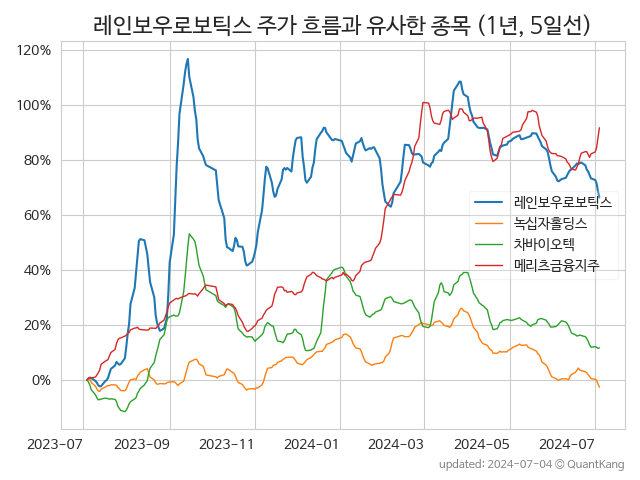 레인보우로보틱스 주가 흐름과 유사한 종목 (1년, 5일선)
120%
100%
80%
60%
40%
20%
0%
레인보우로보틱스
녹십자홀딩스
차바이오텍
메리츠금융지주
2023-07
2023-09
2023-11
2024-01
2024-03
2024-05
2024-07
updated: 2024-07-04 © QuantKang